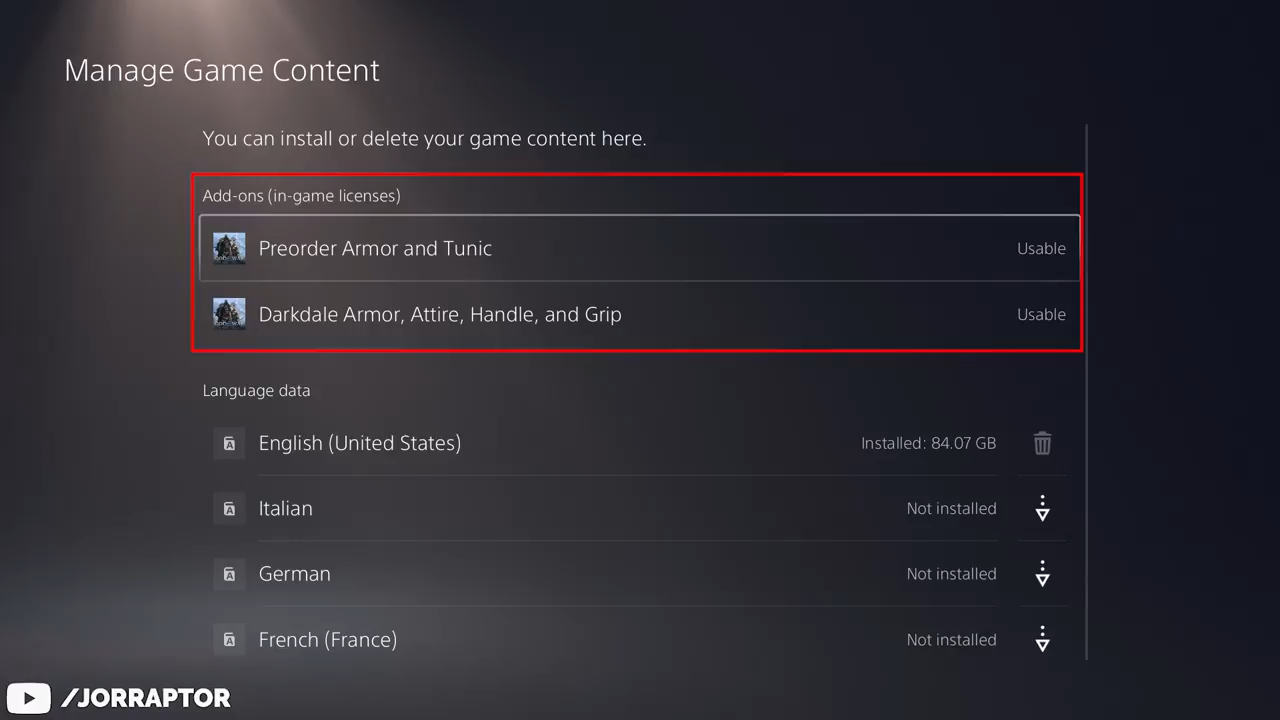 Manage Game Content
You can install or delete your game content here.
Add-ons (in-game licenses)
Preorder Armor and Tunic Usable
Darkdale Armor, Attire, Handle, and Grip Usable
Language data
English (United States) Installed: 84.07 GB
Italian Not installed
German Not installed
French (France) Not installed
/JORRAPTOR